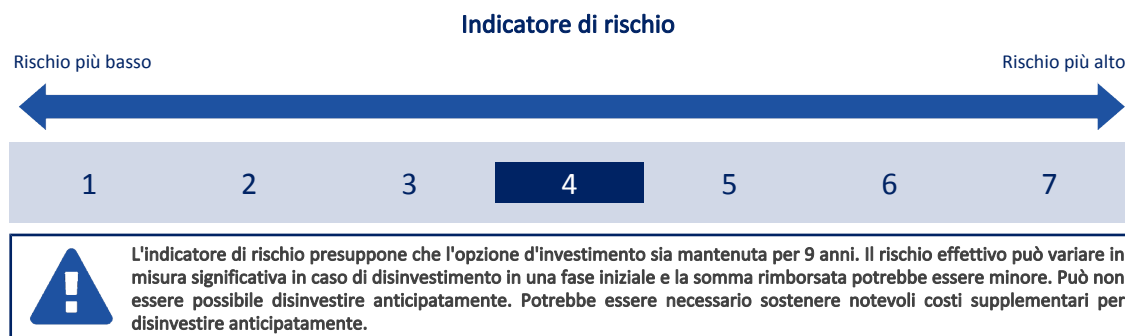 Indicatore di rischio
Rischio più basso
Rischio più alto
1 2 3 4 5 6 7
L'indicatore di rischio presuppone che l'opzione d'investimento sia mantenuta per 9 anni. Il rischio effettivo può variare in
misura significativa in caso di disinvestimento in una fase iniziale e la somma rimborsata potrebbe essere minore. Può non
essere possibile disinvestire anticipatamente. Potrebbe essere necessario sostenere notevoli costi supplementari per
disinvestire anticipatamente.